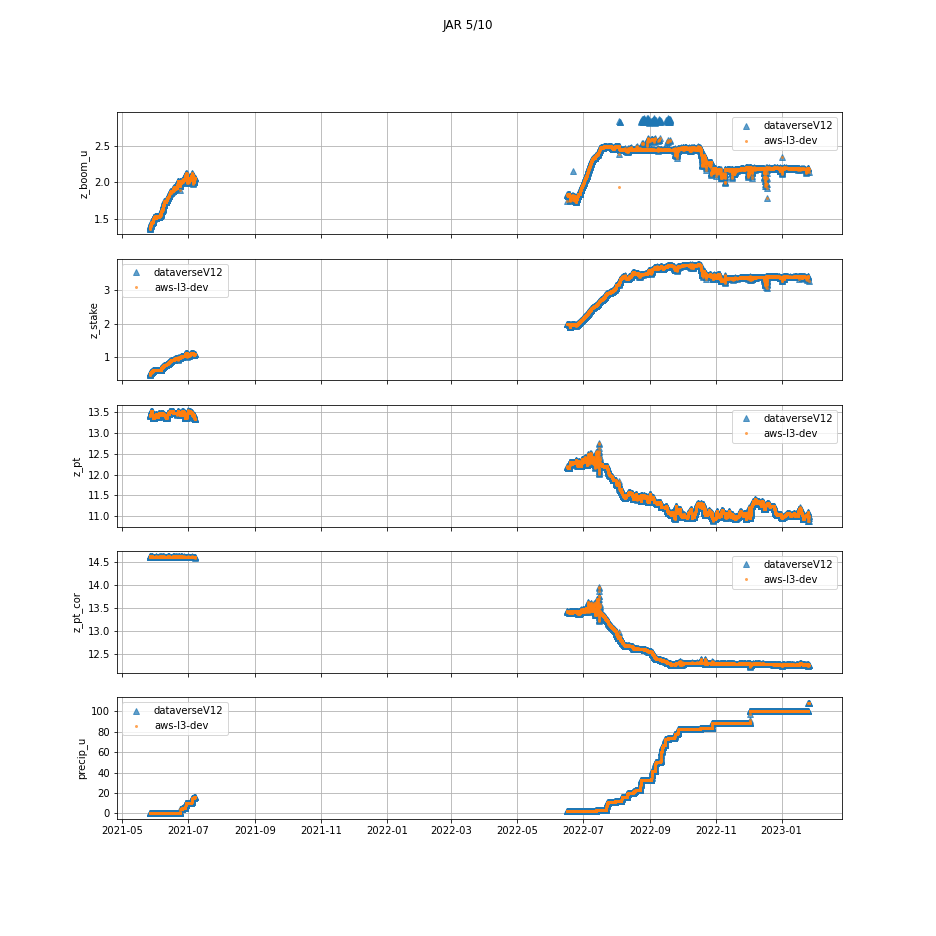 JAR 5/10
z_boom_u
2.5
2.0
1.5
dataverseV12
aws-l3-dev
z_stake
3
2
1
dataverseV12
aws-l3-dev
z_pt
13.5
13.0
12.5
12.0
11.5
11.0
dataverseV12
aws-l3-dev
z_pt_cor
14.5
14.0
13.5
13.0
12.5
dataverseV12
aws-l3-dev
precip_u
100
80
60
40
20
0
dataverseV12
aws-l3-dev
2021-05 2021-07 2021-09 2021-11 2022-01 2022-03 2022-05 2022-07 2022-09 2022-11 2023-01